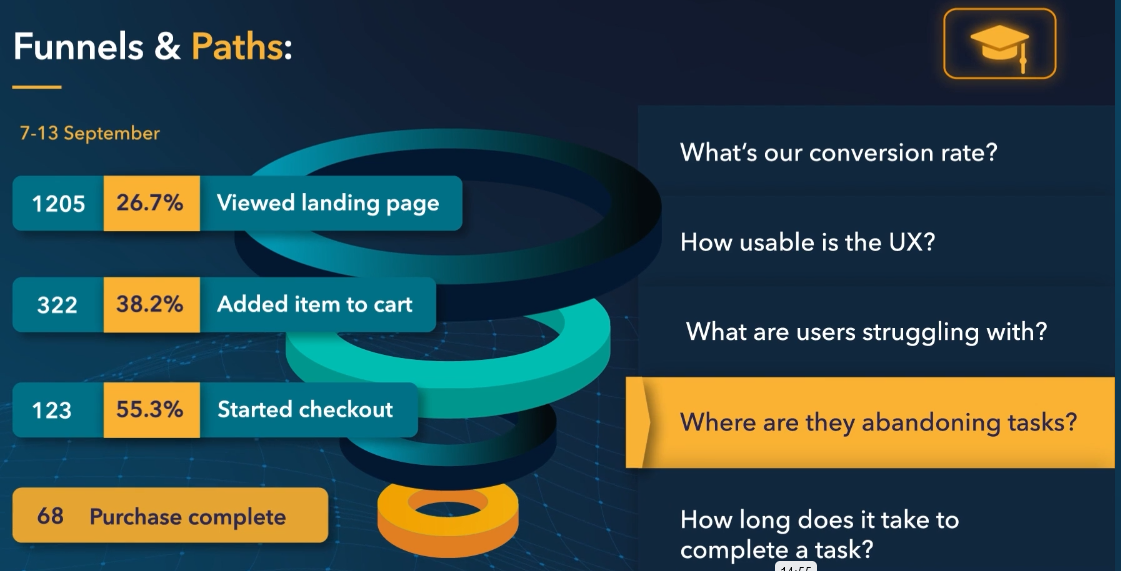 Funnels & Paths:
7-13 September
1205 26.7% Viewed landing page
322 38.2% Added item to cart
123 55.3% Started checkout
68 Purchase complete
What's our conversion rate?
How usable is the UX?
What are users struggling with?
Where are they abandoning tasks?
How long does it take to
complete a task?